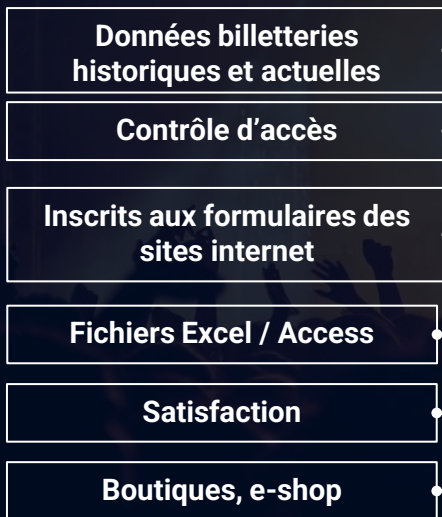 Données billetteries
historiques et actuelles
Contrôle d’accès
Inscrits aux formulaires des
sites internet
Fichiers Excel / Access
Satisfaction
Boutiques, e-shop